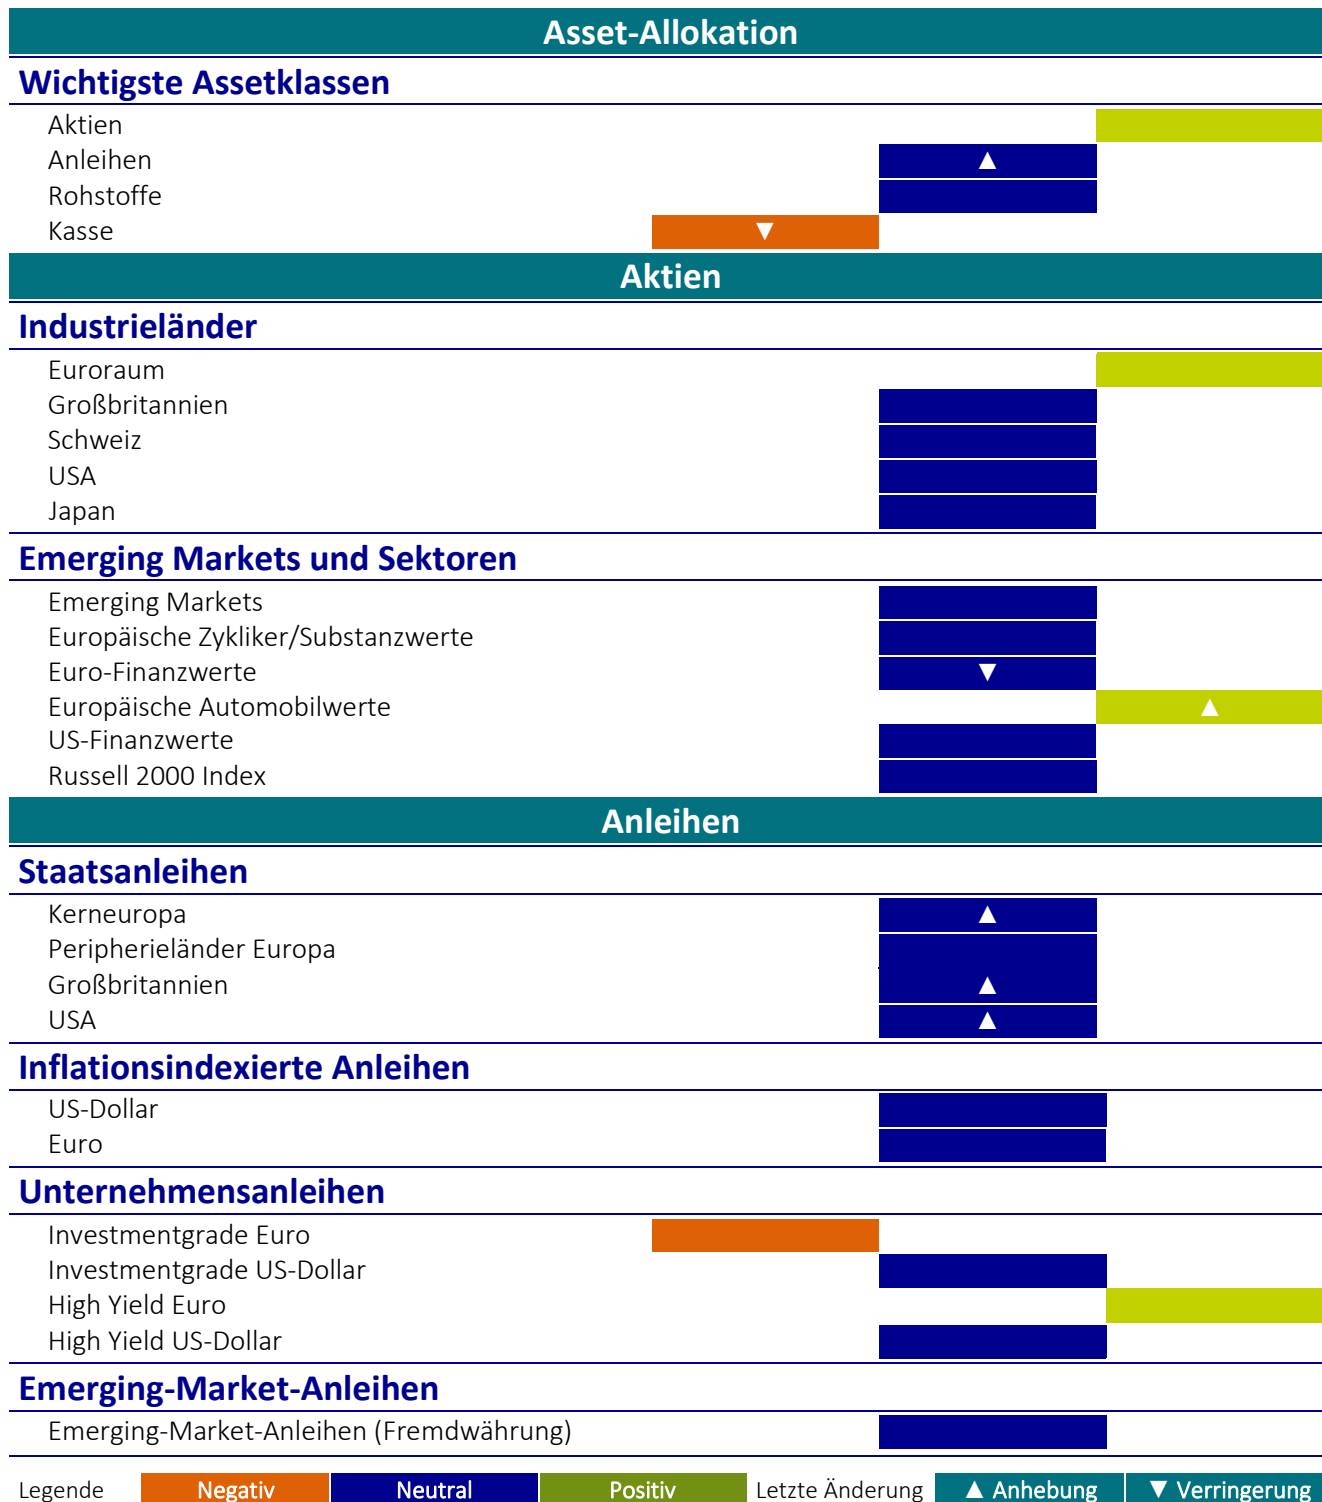 Asset-Allokation
Wichtigste Assetklassen
Aktien
Anleihen ▲
Rohstoffe
Kasse ▼
Aktien
Industrieländer
Euroraum
Großbritannien
Schweiz
USA
Japan
Emerging Markets und Sektoren
Emerging Markets
Europäische Zykliker/Substanzwerte
Euro-Finanzwerte ▼
Europäische Automobilwerte ▲
US-Finanzwerte
Russell 2000 Index
Anleihen
Staatsanleihen
Kerneuropa ▲
Peripherieländer Europa
Großbritannien ▲
USA ▲
Inflationsindexierte Anleihen
US-Dollar
Euro
Unternehmensanleihen
Investmentgrade Euro
Investmentgrade US-Dollar
High Yield Euro
High Yield US-Dollar
Emerging-Market-Anleihen
Emerging-Market-Anleihen (Fremdwährung)
Legende Negativ Neutral Positiv Letzte Änderung ▲ Anhebung ▼ Verringerung